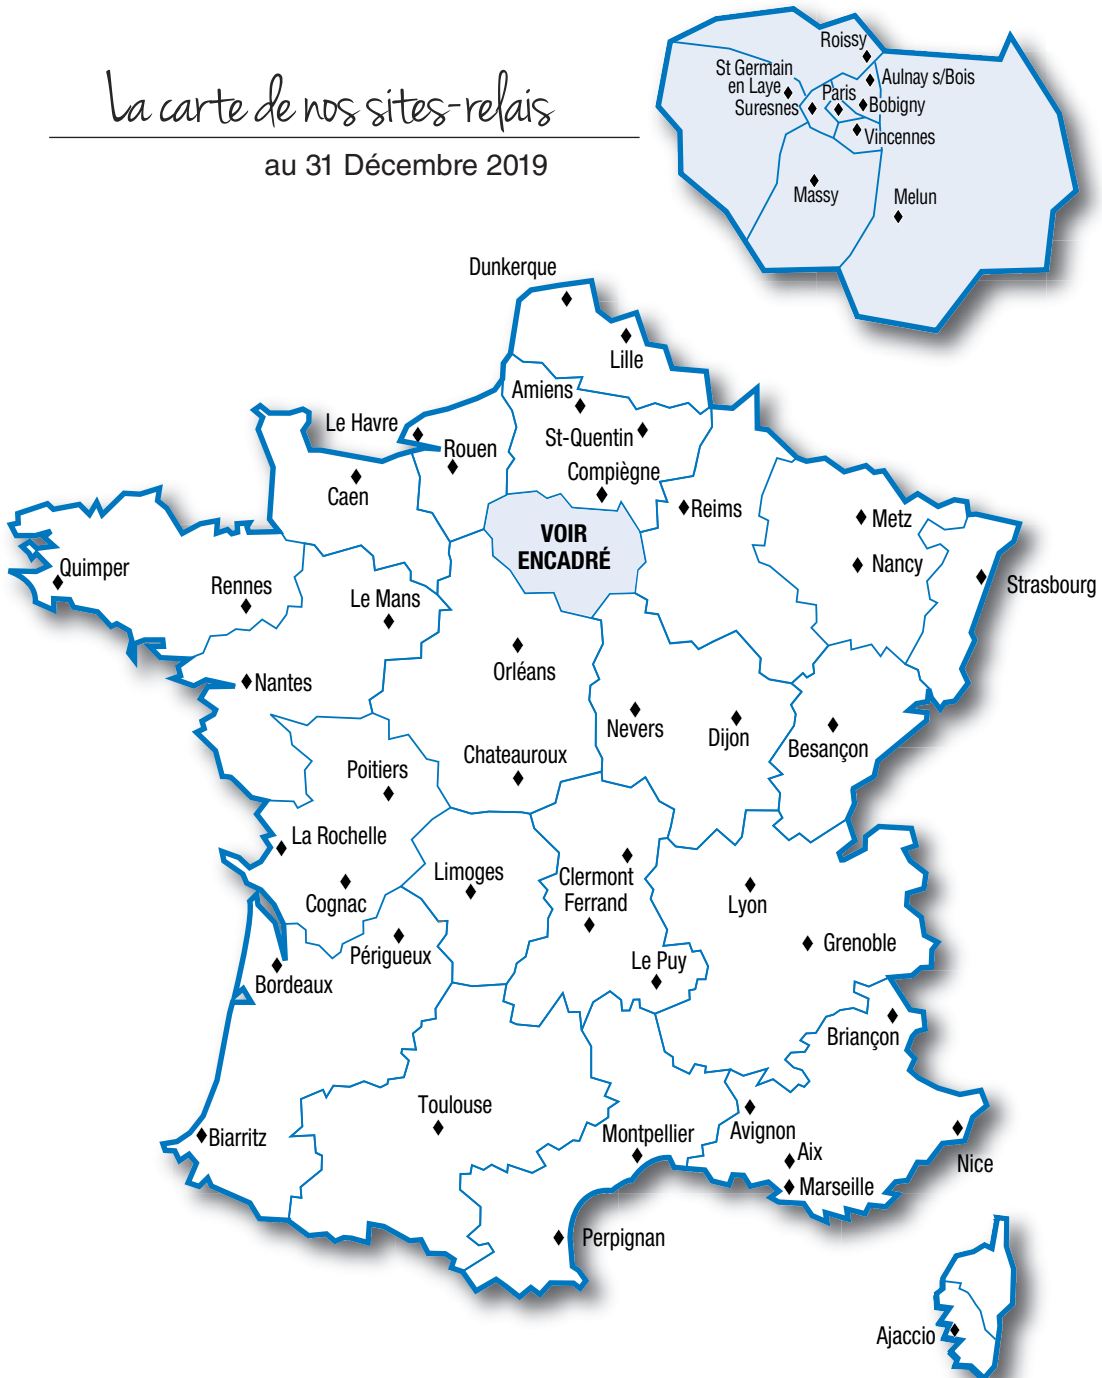 La carte de nos sites-relais
au 31 Décembre 2019
Roissy
St Germain
en Laye
Aulnay s/Bois
Paris
Suresnes
Bobigny
Vincennes
Massy
Melun
Dunkerque
Lille
Amiens
Le Havre
St-Quentin
Rouen
Compiègne
Caen
Reims
Metz
VOIR
ENCADRÉ
Nancy
Quimper
Rennes
Strasbourg
Le Mans
Orléans
Nantes
Nevers
Dijon
Besançon
Chateauroux
Poitiers
La Rochelle
Limoges
Clermont
Ferrand
Cognac
Lyon
Grenoble
Périgueux
Le Puy
Bordeaux
Briançon
Toulouse
Biarritz
Montpellier
Avignon
Aix
Nice
Marseille
Perpignan
Ajaccio